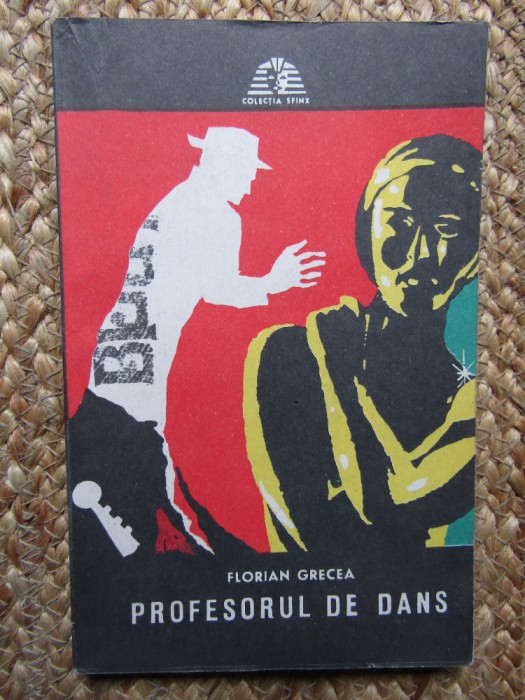 COLECȚIA SFINX
FLORIAN GRECEA
PROFESORUL DE DANS